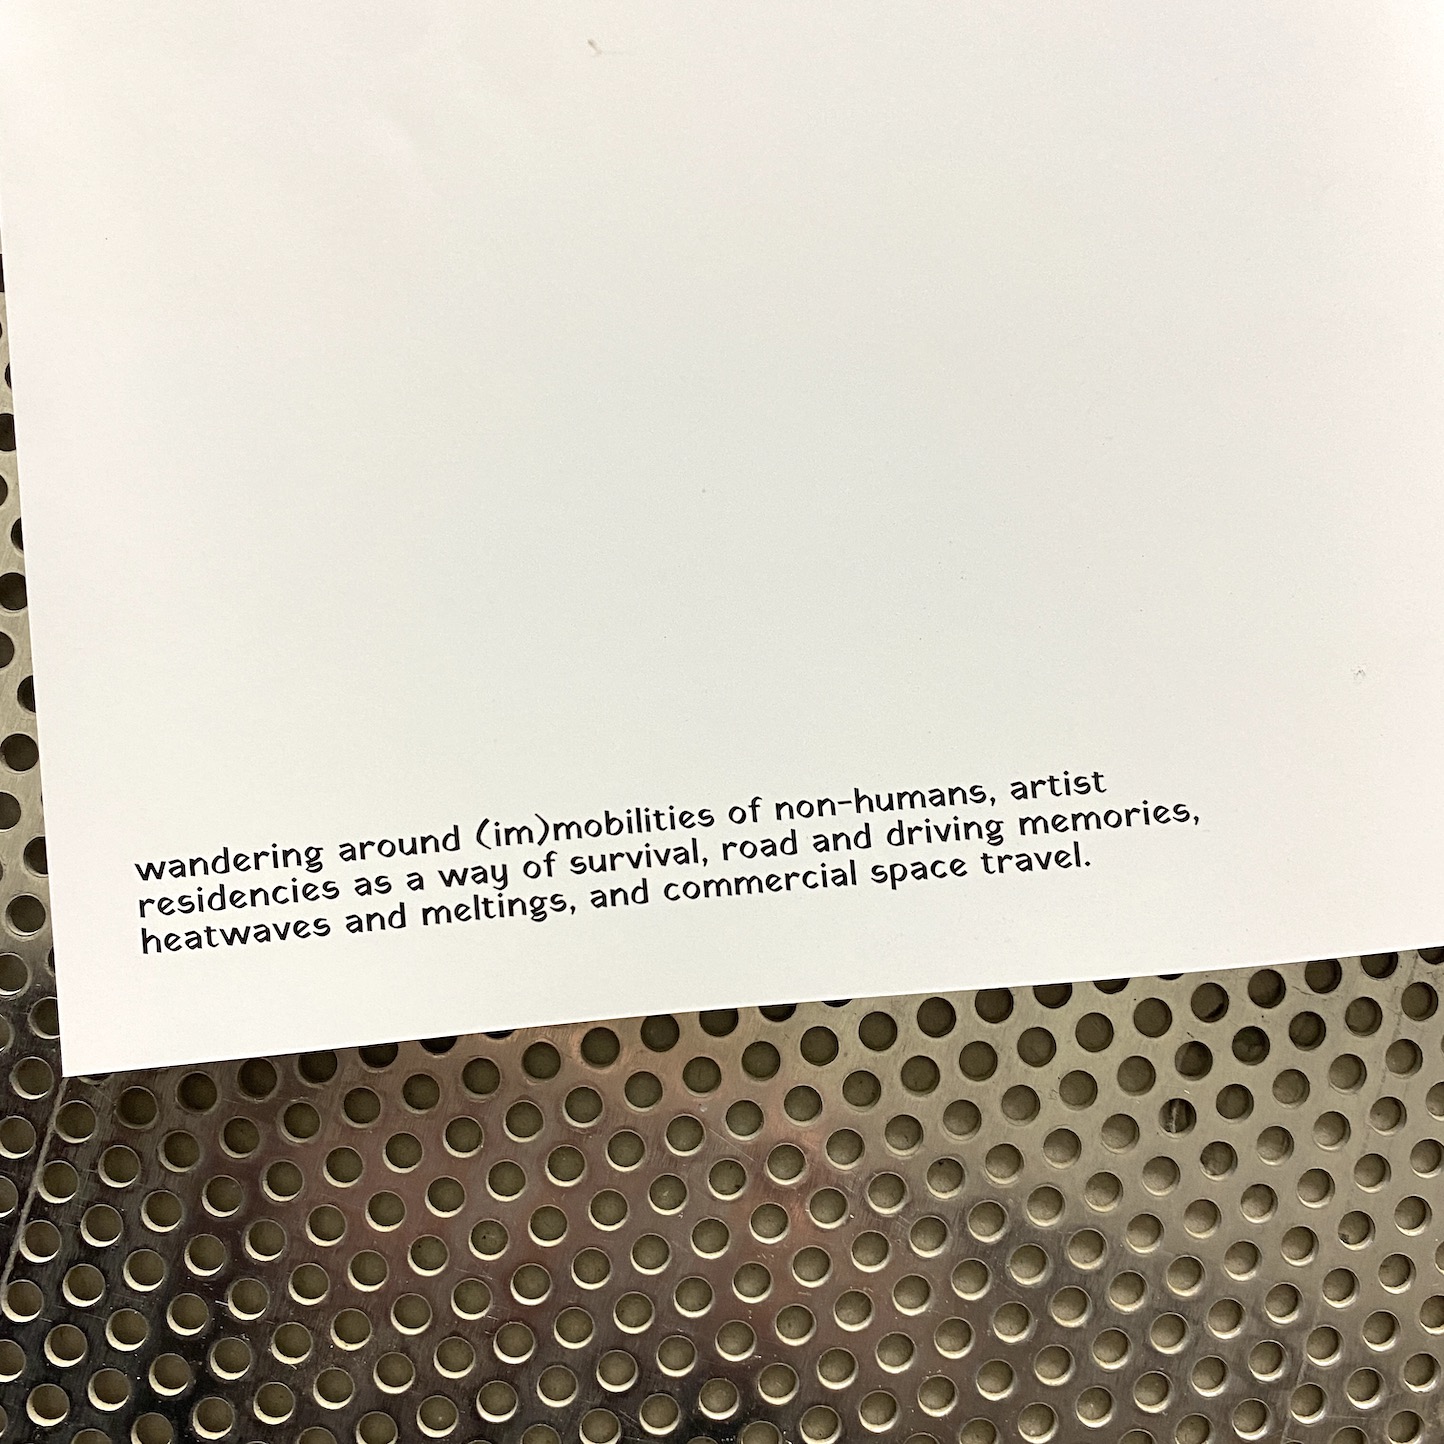 wandering around (im)mobilities of non-humans, artist
residencies as a way of survival, road and driving memories,
heatwaves and meltings, and commercial space travel.